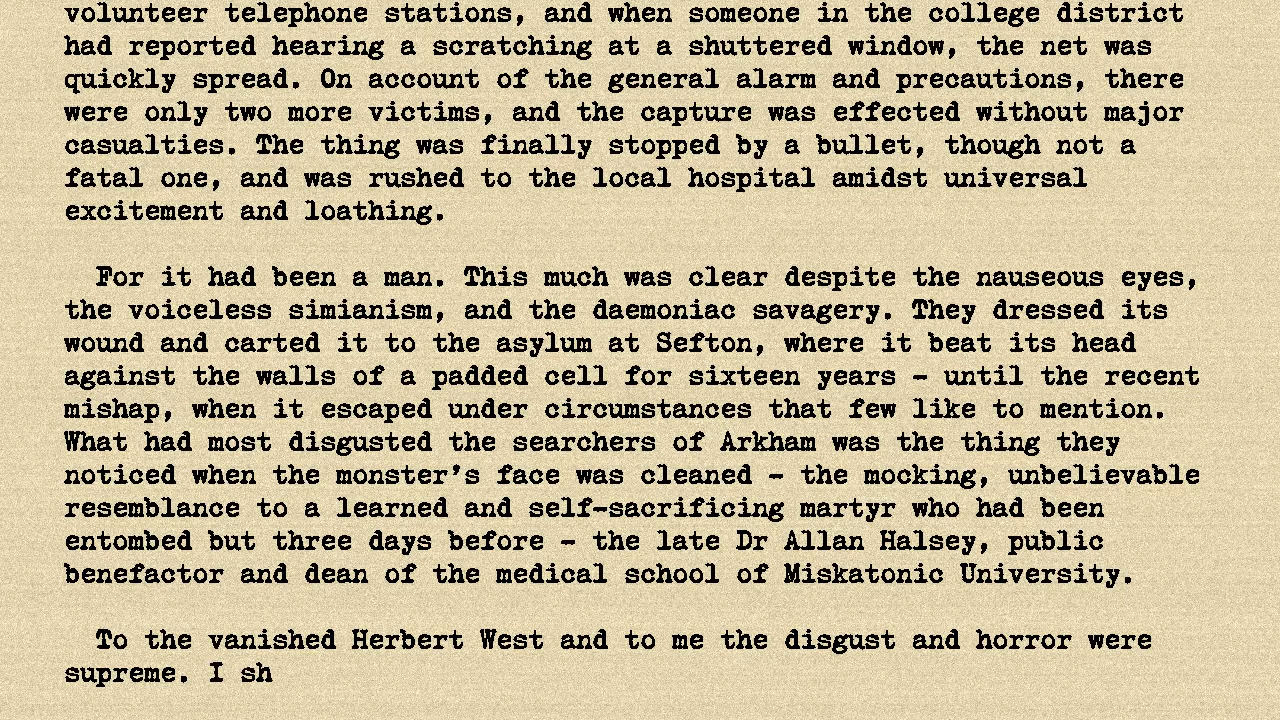 volunteer telephone stations, and when someone in the college district
had reported hearing a scratching at a shuttered window, the net was
quickly spread. On account of the general alarm and precautions, there
were only two more victims, and the capture was effected without major
casualties. The thing was finally stopped by a bullet, though not a
fatal one, and was rushed to the local hospital amidst universal
excitement and loathing.
For it had been a man. This much was clear despite the nauseous eyes,
the voiceless simianism, and the daemoniac savagery. They dressed its
wound and carted it to the asylum at Sefton, where it beat its head
against the walls of a padded cell for sixteen years – until the recent
mishap, when it escaped under circumstances that few like to mention.
What had most disgusted the searchers of Arkham was the thing they
noticed when the monster’s face was cleaned – the mocking, unbelievable
resemblance to a learned and self-sacrificing martyr who had been
entombed but three days before – the late Dr Allan Halsey, public
benefactor and dean of the medical school of Miskatonic University.
To the vanished Herbert West and to me the disgust and horror were
supreme. I sh